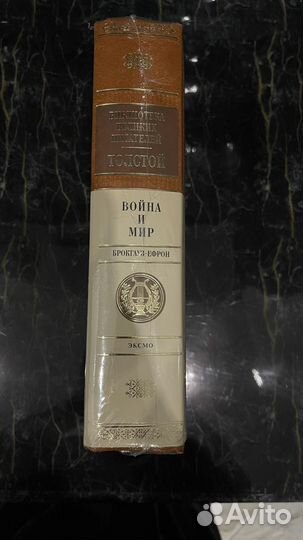 БИБЛИОТЕКА
ВЕЛИКИХ
ПИСАТЕЛЕЙ
ТОЛСТОЙ
ВОЙНА
И
МИР
БРОКГАУЗ-ЕФРОН
ЭКСМО
Avito